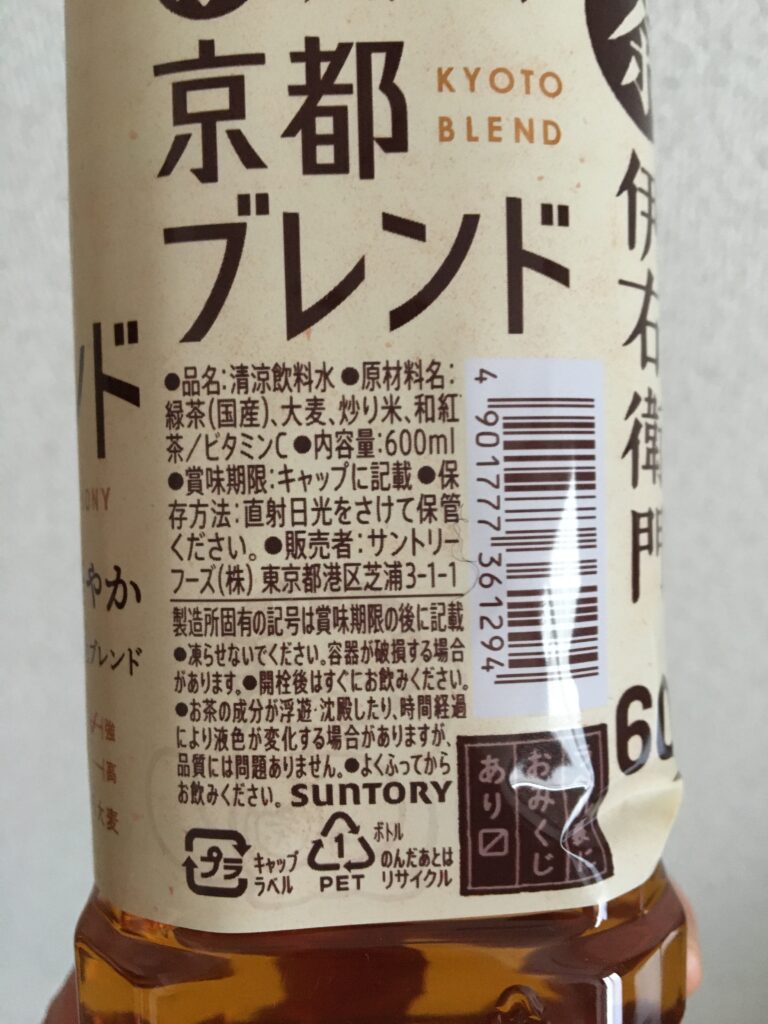 京都
KYOTO
BLEND
ブレンド
伊右衛門
ド
やか
ブレンド
強
高
大麦
●品名:清涼飲料水 ●原材料名:
緑茶(国産)、大麦、炒り米、和紅
茶/ビタミンC ●内容量:600ml
●賞味期限:キャップに記載 ●保
存方法:直射日光をさけて保管
ください。 ●販売者:サントリー
フーズ(株) 東京都港区芝浦3-1-1
製造所固有の記号は賞味期限の後に記載
●凍らせないでください。容器が破損する場合
があります。●開栓後はすぐにお飲みください。
●お茶の成分が浮遊・沈殿したり、時間経過
により液色が変化する場合がありますが、
品質には問題ありません。●よくふってから
お飲みください。 SUNTORY
4 901777 361294
60
おみくじ
あり
プラ
キャップ
ラベル
1
PET
ボトル
のんだあとは
リサイクル